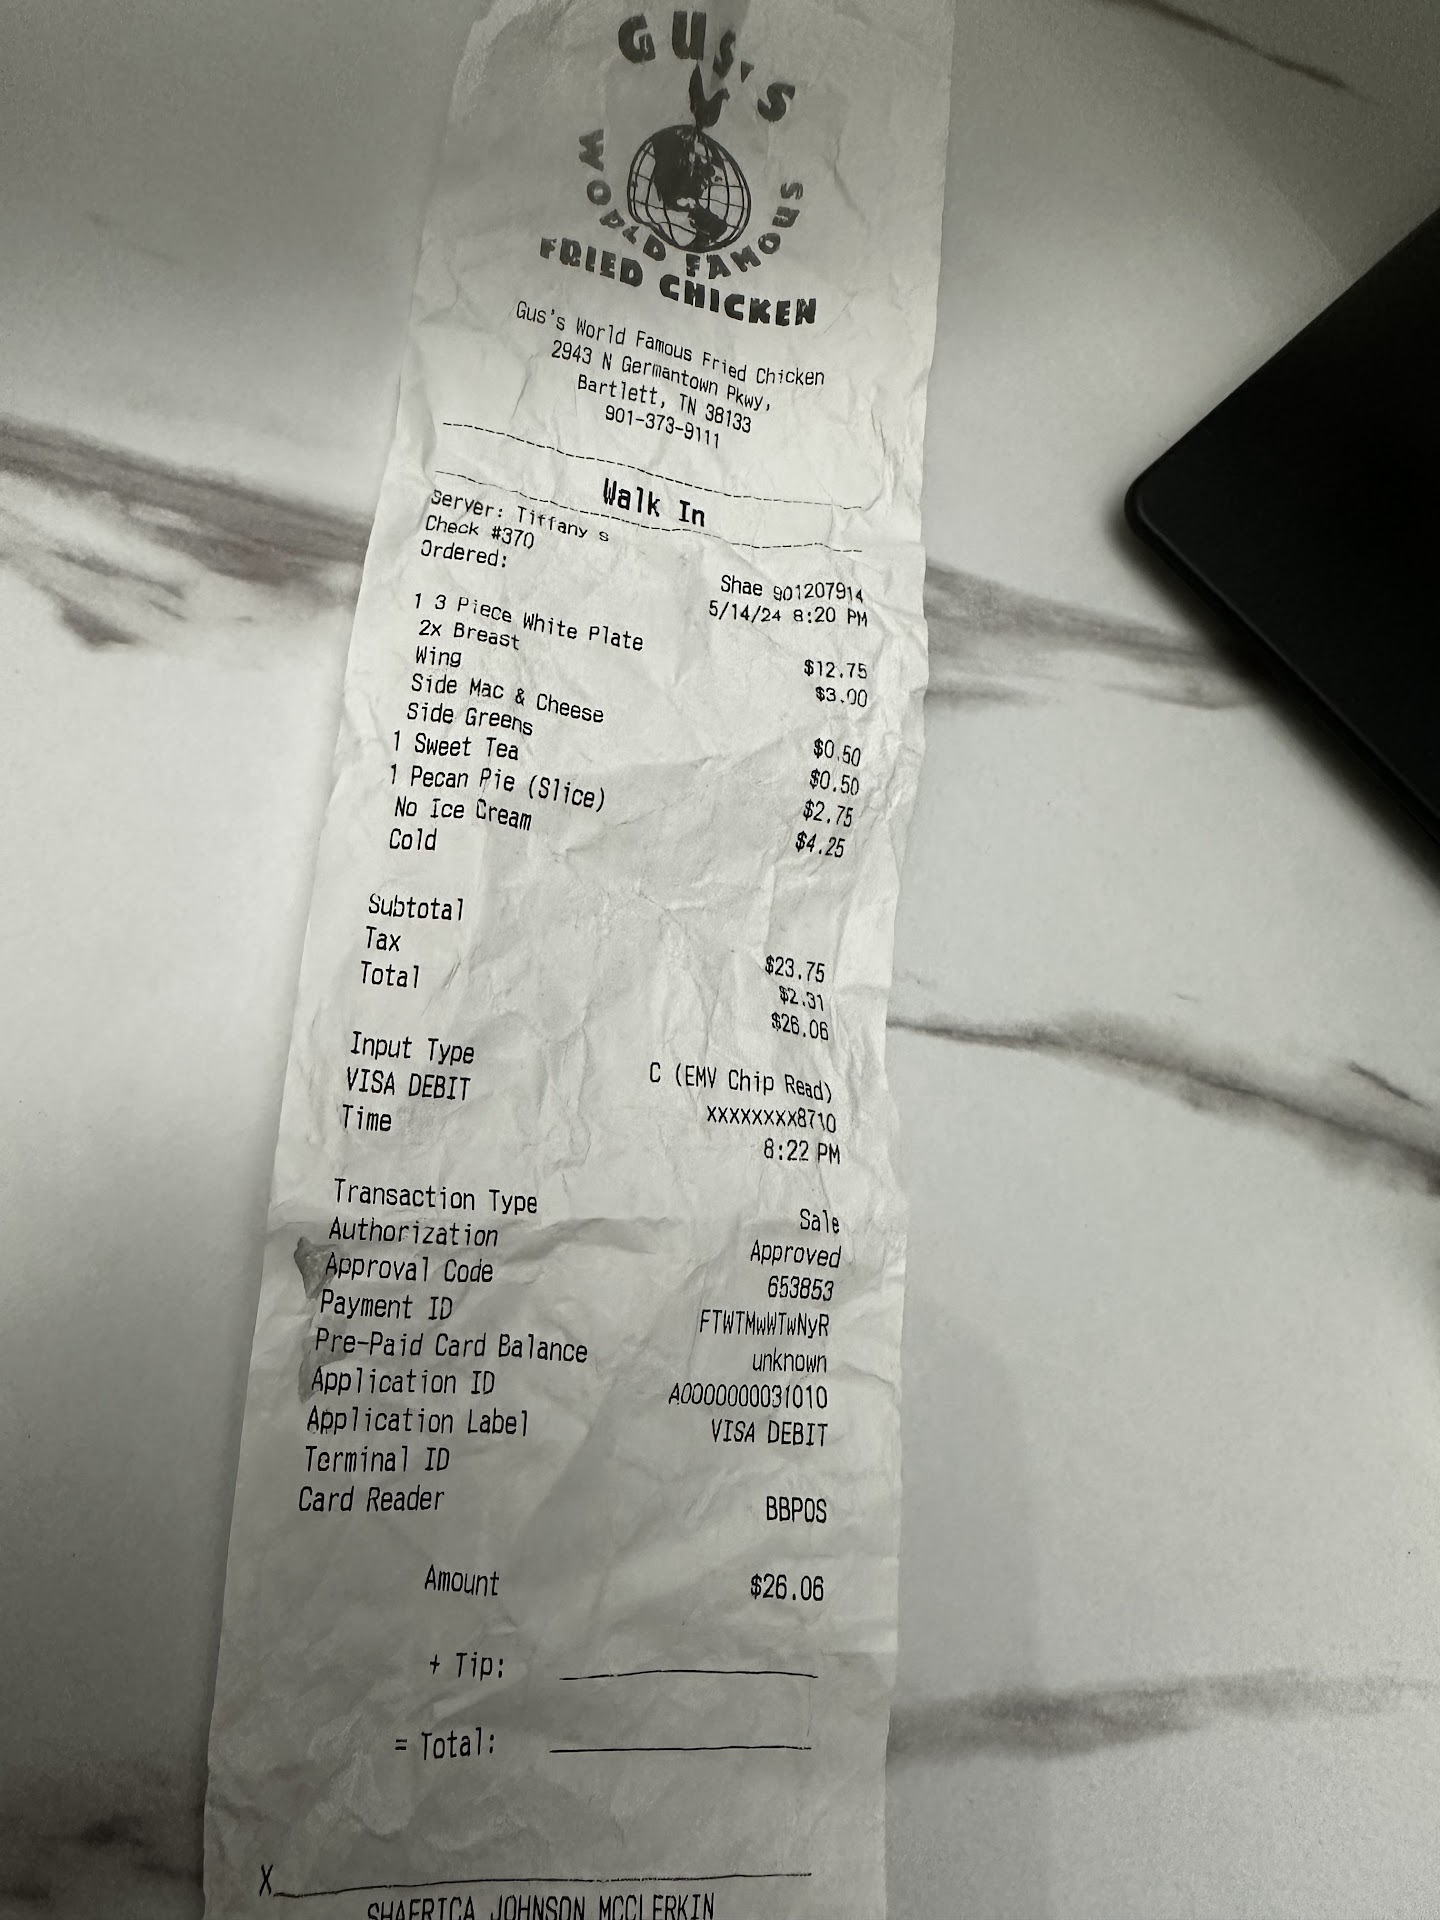 GUS'S
WORLD FAMOUS
FRIED CHICKEN
Gus's World Famous Fried Chicken
2943 N Germantown Pkwy,
Bartlett, TN 38133
901-373-9111
Walk In
Server: Tiffany s
Check #370 Shae 901207914
Ordered: 5/14/24 8:20 PM
1 3 Piece White Plate $12.75
2x Breast $3.00
Wing
Side Mac & Cheese $0.50
Side Greens $0.50
1 Sweet Tea $2.75
1 Pecan Pie (Slice) $4.25
No Ice Cream
Cold
Subtotal $23.75
Tax $2.31
Total $26.06
Input Type C (EMV Chip Read)
VISA DEBIT XXXXXXXX8710
Time 8:22 PM
Transaction Type Sale
Authorization Approved
Approval Code 653853
Payment ID FTWTMwWTwNyR
Pre-Paid Card Balance unknown
Application ID A0000000031010
Application Label VISA DEBIT
Terminal ID
Card Reader BBPOS
Amount $26.06
+ Tip:
= Total:
X
SHAERICA JOHNSON MCCLERKIN